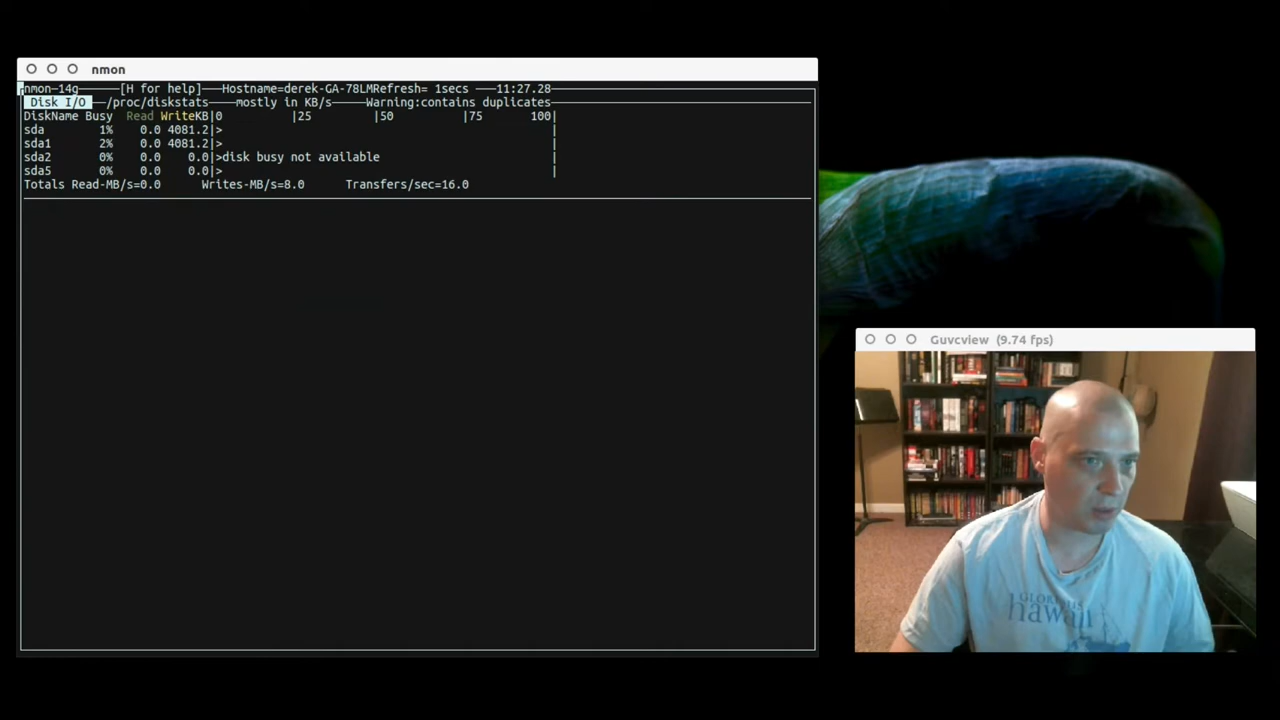 nmon
nmon-14g [H for help] Hostname=derek-GA-78LMRefresh= 1secs 11:27.28
Disk I/O /proc/diskstats mostly in KB/s Warning:contains duplicates
DiskName Busy Read WriteKB|0 |25 |50 |75 100|
sda 1% 0.0 4081.2|> |
sda1 2% 0.0 4081.2|> |
sda2 0% 0.0 0.0|>disk busy not available |
sda5 0% 0.0 0.0|> |
Totals Read-MB/s=0.0 Writes-MB/s=8.0 Transfers/sec=16.0
Guvcview (9.74 fps)
GLORIOUS
hawaii